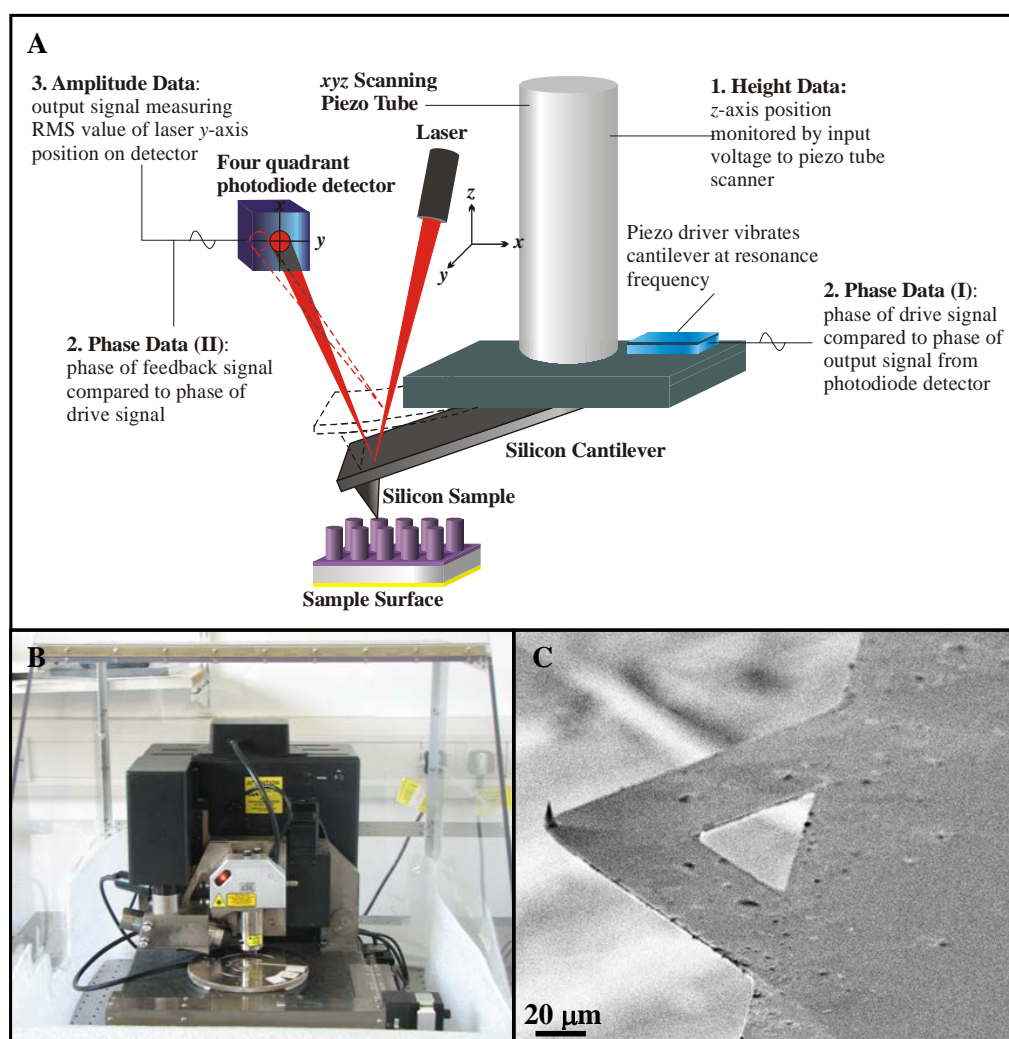 A
3. Amplitude Data:
output signal measuring
RMS value of laser y-axis
position on detector
xyz Scanning
Piezo Tube
Laser
1. Height Data:
z-axis position
monitored by input
voltage to piezo tube
scanner
Four quadrant
photodiode detector
x
y
z
x
y
Piezo driver vibrates
cantilever at resonance
frequency
2. Phase Data (I):
phase of drive signal
compared to phase of
output signal from
photodiode detector
2. Phase Data (II):
phase of feedback signal
compared to phase of
drive signal
Silicon Cantilever
Silicon Sample
Sample Surface
B
C
20 μm